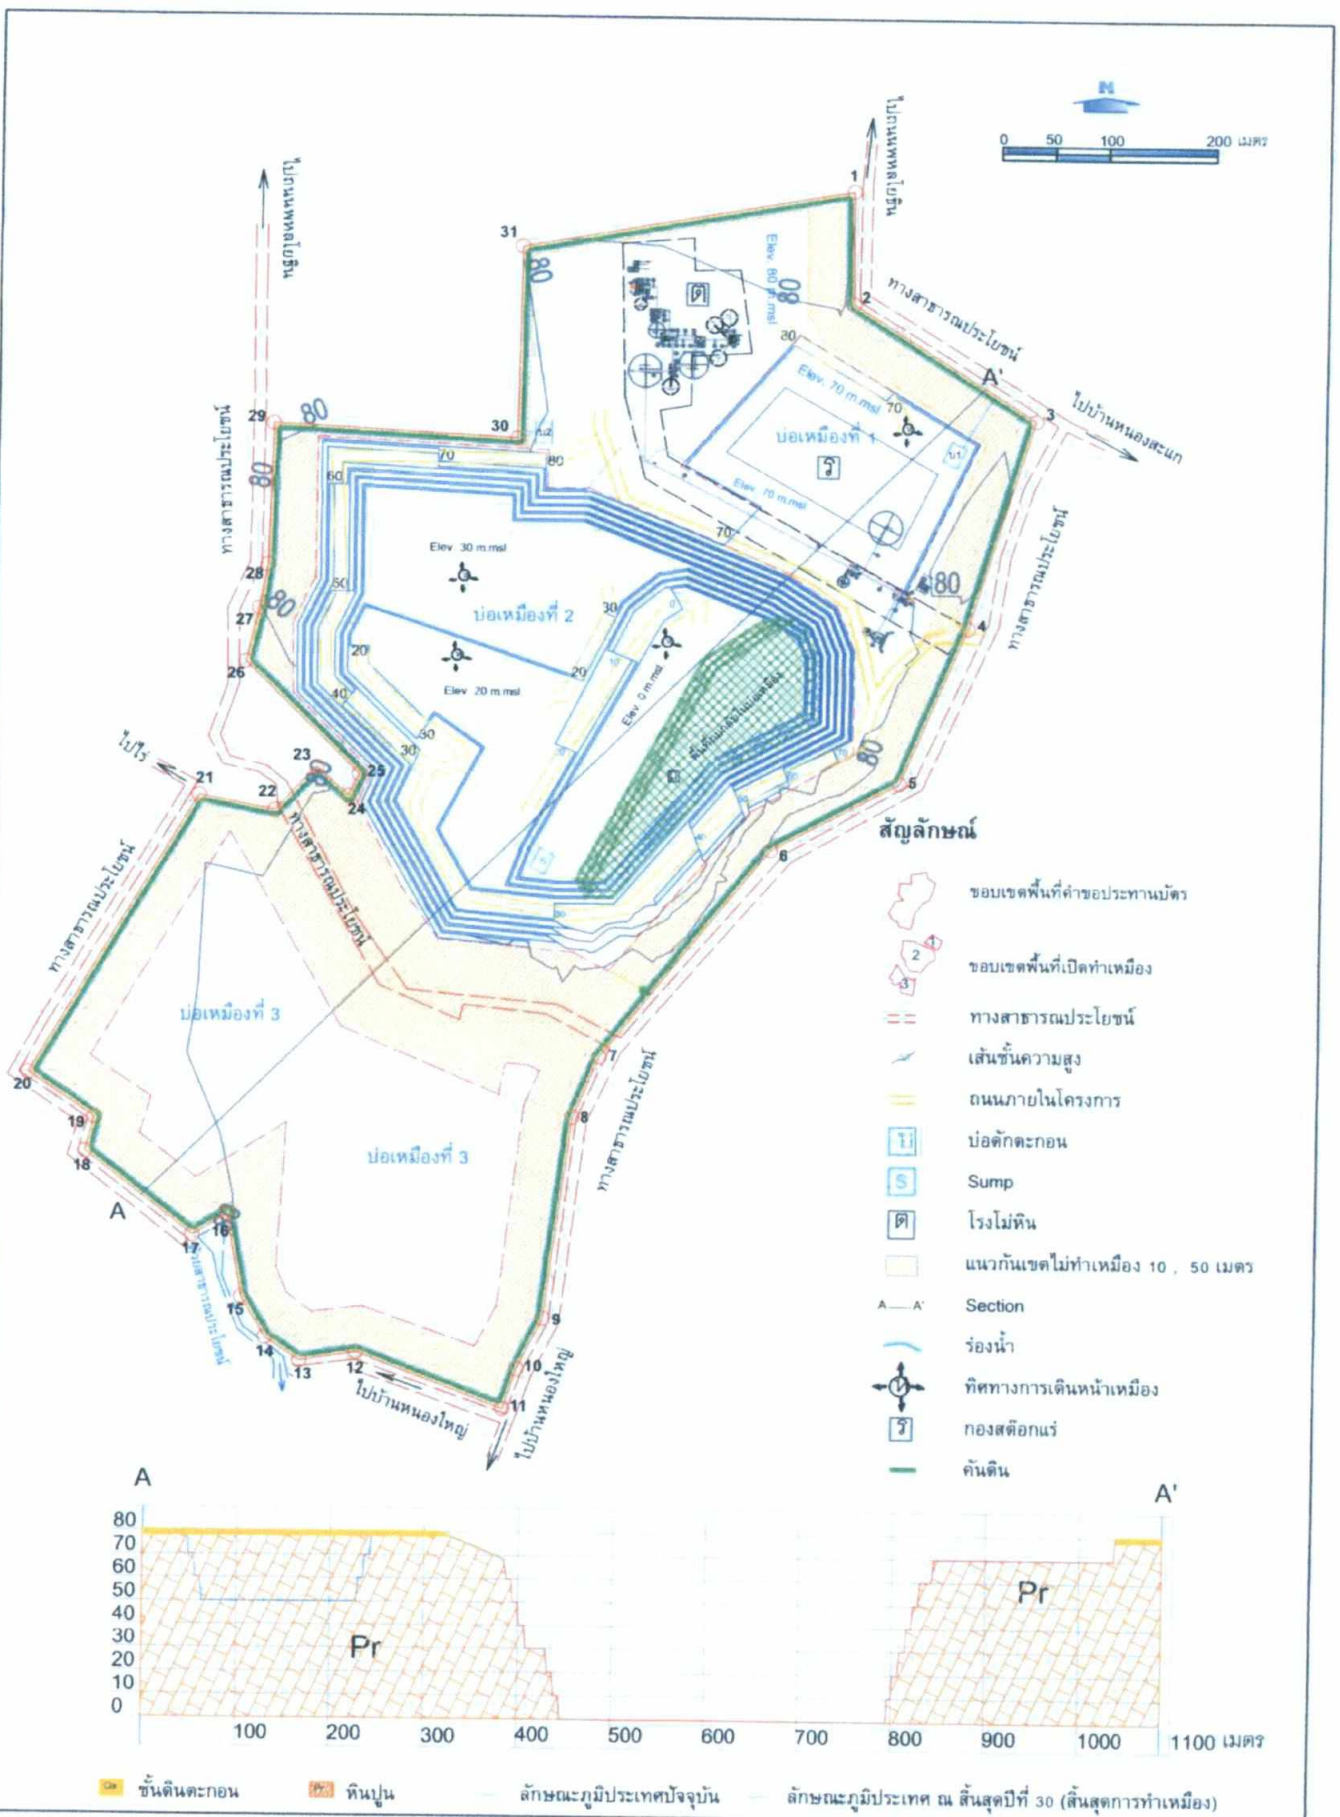 N
0 50 100 200 เมตร
ไปถนนพหลโยธิน
ไปถนนพหลโยธิน
1
31
80
Elev. 80 m.msl
80
ต
2
ทางสาธารณประโยชน์
A'
3
ไปบ้านหนองสะแก
80
Elev. 70 m.msl
70
บ่อเหมืองที่ 1
บ1
ร
Elev. 70 m.msl
70
29
80
30
บ2
ทางสาธารณประโยชน์
80
70
80
60
Elev. 30 m.msl
28
50
80
27
บ่อเหมืองที่ 2
30
80
4
ทางสาธารณประโยชน์
26
20
20
Elev. 20 m.msl
Elev. 0 m.msl
40
30
30
80
ไปไร่
23
25
21
22
24
5
6
ทางสาธารณประโยชน์
ทางสาธารณประโยชน์
บ่อเหมืองที่ 3
7
20
19
18
8
ทางสาธารณประโยชน์
บ่อเหมืองที่ 3
A
16
17
15
9
14
13
12
10
11
ไปบ้านหนองใหญ่
ไปบ้านหนองใหญ่
สัญลักษณ์
ขอบเขตพื้นที่คำขอประทานบัตร
1
2
3
ขอบเขตพื้นที่เปิดทำเหมือง
ทางสาธารณประโยชน์
เส้นชั้นความสูง
ถนนภายในโครงการ
บ บ่อดักตะกอน
S Sump
ต โรงโม่หิน
แนวกันเขตไม่ทำเหมือง 10 , 50 เมตร
A A' Section
ร่องน้ำ
ทิศทางการเดินหน้าเหมือง
ร กองสต๊อกแร่
คันดิน
A A'
80
70
60
50
40
30
20
10
0
Pr
Pr
100 200 300 400 500 600 700 800 900 1000 1100 เมตร
ชั้นดินตะกอน หินปูน ลักษณะภูมิประเทศปัจจุบัน ลักษณะภูมิประเทศ ณ สิ้นสุดปีที่ 30 (สิ้นสุดการทำเหมือง)